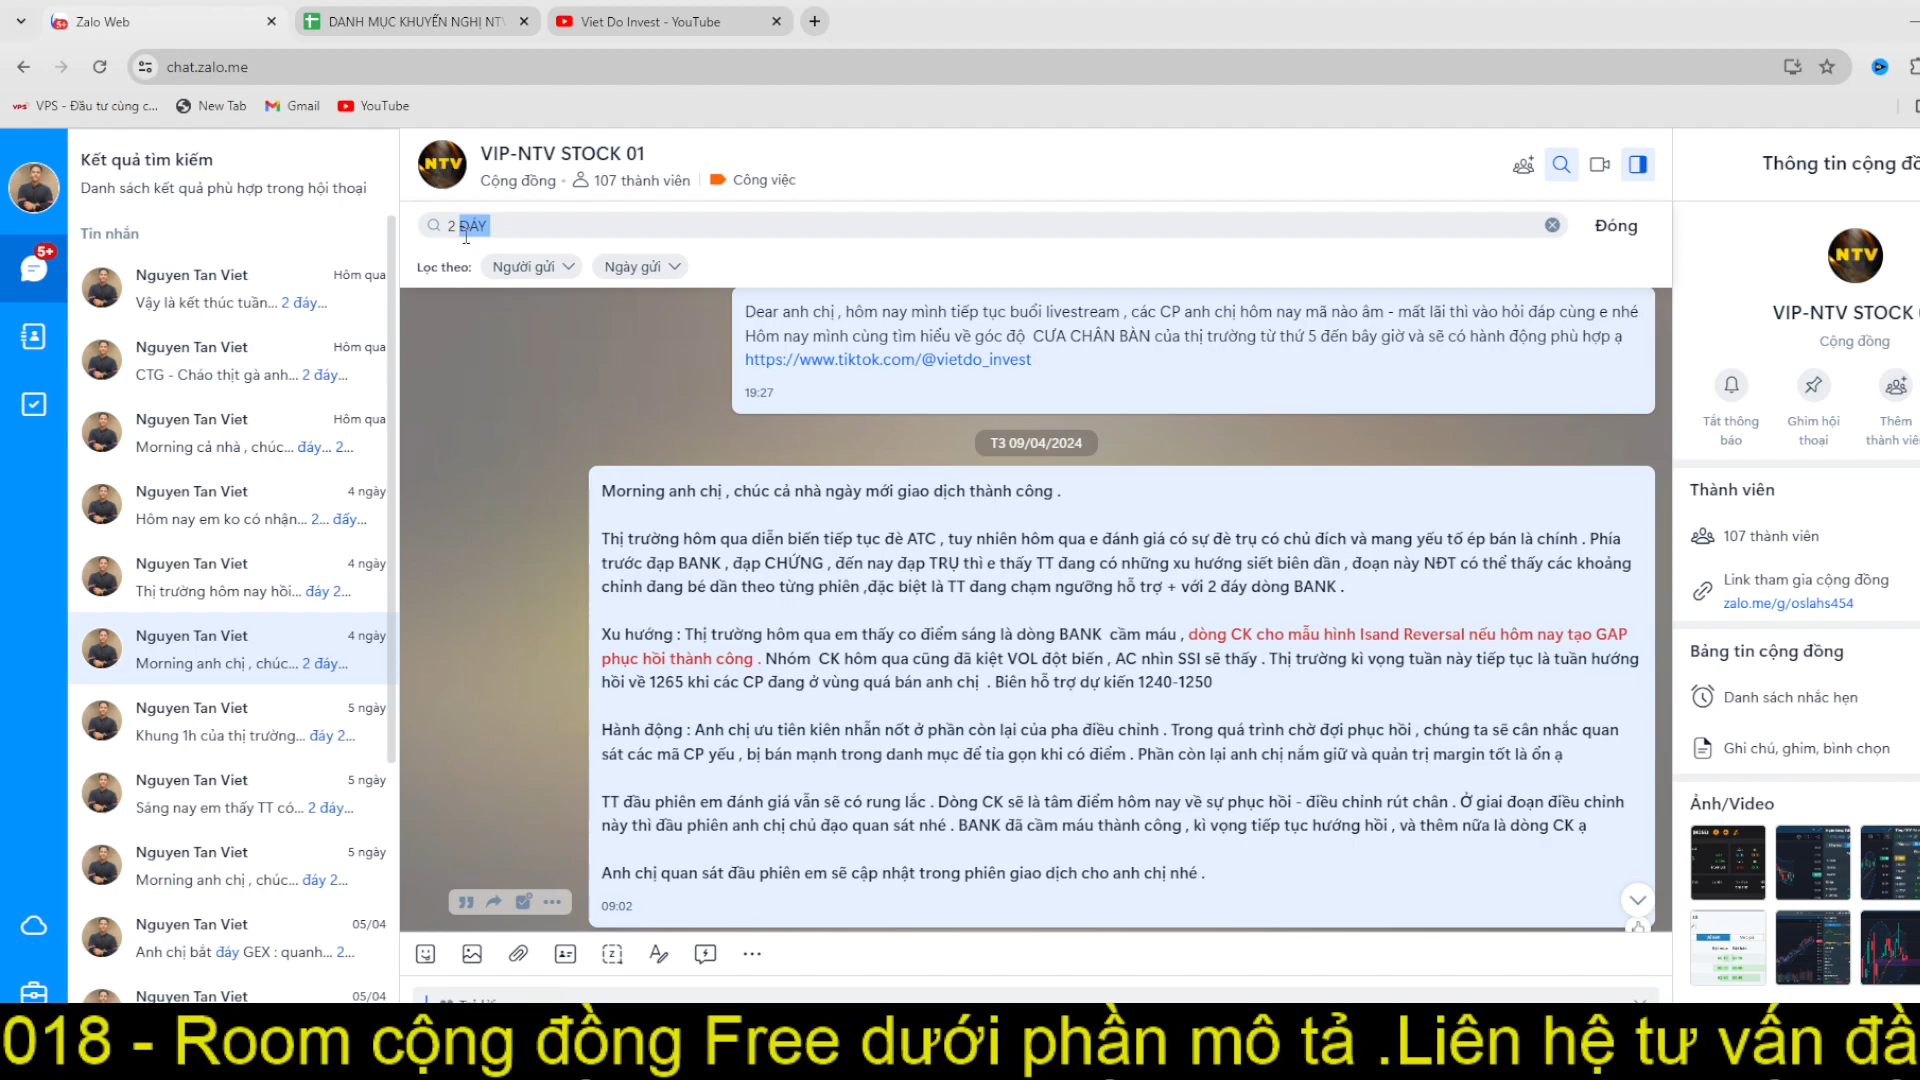 Zalo Web
DANH MỤC KHUYẾN NGHỊ NTV
Viet Do Invest - YouTube
chat.zalo.me
VPS - Đầu tư cùng c...
New Tab
Gmail
YouTube
5+
Kết quả tìm kiếm
Danh sách kết quả phù hợp trong hội thoại
Tin nhắn
Nguyen Tan Viet
Hôm qua
Vậy là kết thúc tuần... 2 đáy...
Nguyen Tan Viet
Hôm qua
CTG - Cháo thịt gà anh... 2 đáy...
Nguyen Tan Viet
Hôm qua
Morning cả nhà , chúc... đáy... 2...
Nguyen Tan Viet
4 ngày
Hôm nay em ko có nhận... 2... đấy...
Nguyen Tan Viet
4 ngày
Thị trường hôm nay hồi... đáy 2...
Nguyen Tan Viet
4 ngày
Morning anh chị , chúc... 2 đáy...
Nguyen Tan Viet
5 ngày
Khung 1h của thị trường... đáy 2...
Nguyen Tan Viet
5 ngày
Sáng nay em thấy TT có... 2 đáy...
Nguyen Tan Viet
5 ngày
Morning anh chị , chúc... đáy 2...
Nguyen Tan Viet
05/04
Anh chị bắt đáy GEX : quanh... 2...
Nguyen Tan Viet
05/04
NTV
VIP-NTV STOCK 01
Cộng đồng
107 thành viên
Công việc
2 ĐÁY
Đóng
Lọc theo:
Người gửi
Ngày gửi
Dear anh chị , hôm nay mình tiếp tục buổi livestream , các CP anh chị hôm nay mã nào âm - mất lãi thì vào hỏi đáp cùng e nhé
Hôm nay mình cùng tìm hiểu về góc độ CƯA CHÂN BÀN của thị trường từ thứ 5 đến bây giờ và sẽ có hành động phù hợp ạ
https://www.tiktok.com/@vietdo_invest
19:27
T3 09/04/2024
Morning anh chị , chúc cả nhà ngày mới giao dịch thành công .
Thị trường hôm qua diễn biến tiếp tục đè ATC , tuy nhiên hôm qua e đánh giá có sự đè trụ có chủ đích và mang yếu tố ép bán là chính . Phía
trước đạp BANK , đạp CHỨNG , đến nay đạp TRỤ thì e thấy TT đang có những xu hướng siết biên dần , đoạn này NĐT có thể thấy các khoảng
chỉnh đang bé dần theo từng phiên ,đặc biệt là TT đang chạm ngưỡng hỗ trợ + với 2 đáy dòng BANK .
Xu hướng : Thị trường hôm qua em thấy co điểm sáng là dòng BANK cầm máu , dòng CK cho mẫu hình Isand Reversal nếu hôm nay tạo GAP
phục hồi thành công . Nhóm CK hôm qua cũng đã kiệt VOL đột biến , AC nhìn SSI sẽ thấy . Thị trường kì vọng tuần này tiếp tục là tuần hướng
hồi về 1265 khi các CP đang ở vùng quá bán anh chị . Biên hỗ trợ dự kiến 1240-1250
Hành động : Anh chị ưu tiên kiên nhẫn nốt ở phần còn lại của pha điều chỉnh . Trong quá trình chờ đợi phục hồi , chúng ta sẽ cân nhắc quan
sát các mã CP yếu , bị bán mạnh trong danh mục để tỉa gọn khi có điểm . Phần còn lại anh chị nắm giữ và quản trị margin tốt là ổn ạ
TT đầu phiên em đánh giá vẫn sẽ có rung lắc . Dòng CK sẽ là tâm điểm hôm nay về sự phục hồi - điều chỉnh rút chân . Ở giai đoạn điều chỉnh
này thì đầu phiên anh chị chủ đạo quan sát nhé . BANK đã cầm máu thành công , kì vọng tiếp tục hướng hồi , và thêm nữa là dòng CK ạ
Anh chị quan sát đầu phiên em sẽ cập nhật trong phiên giao dịch cho anh chị nhé .
09:02
Thông tin cộng đồ
NTV
VIP-NTV STOCK
Cộng đồng
Tắt thông báo
Ghim hội thoại
Thêm thành viê
Thành viên
107 thành viên
Link tham gia cộng đồng
zalo.me/g/oslahs454
Bảng tin cộng đồng
Danh sách nhắc hẹn
Ghi chú, ghim, bình chọn
Ảnh/Video
018 - Room cộng đồng Free dưới phần mô tả .Liên hệ tư vấn đầ